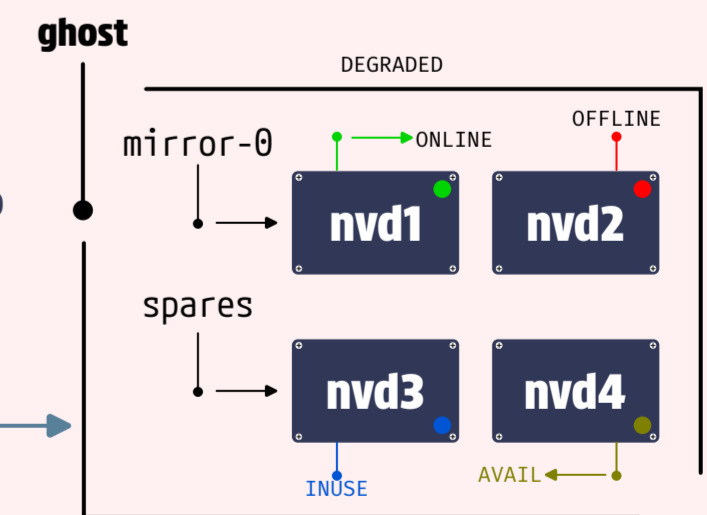 ghost
DEGRADED
OFFLINE
mirror-0
ONLINE
nvd1
nvd2
spares
nvd3
nvd4
AVAIL
INUSE